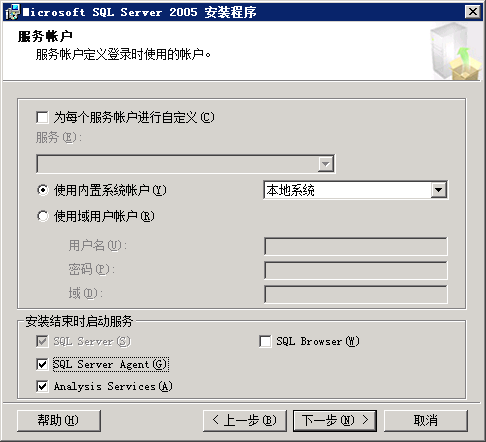 Microsoft SQL Server 2005 安装程序
服务帐户
服务帐户定义登录时使用的帐户。
为每个服务帐户进行自定义(C)
服务(E):
使用内置系统帐户(Y)
本地系统
使用域用户帐户(R)
用户名(U):
密码(P):
域(D):
安装结束时启动服务
SQL Server(S)
SQL Browser(W)
SQL Server Agent(G)
Analysis Services(A)
帮助(H)
< 上一步(B)
下一步(N) >
取消